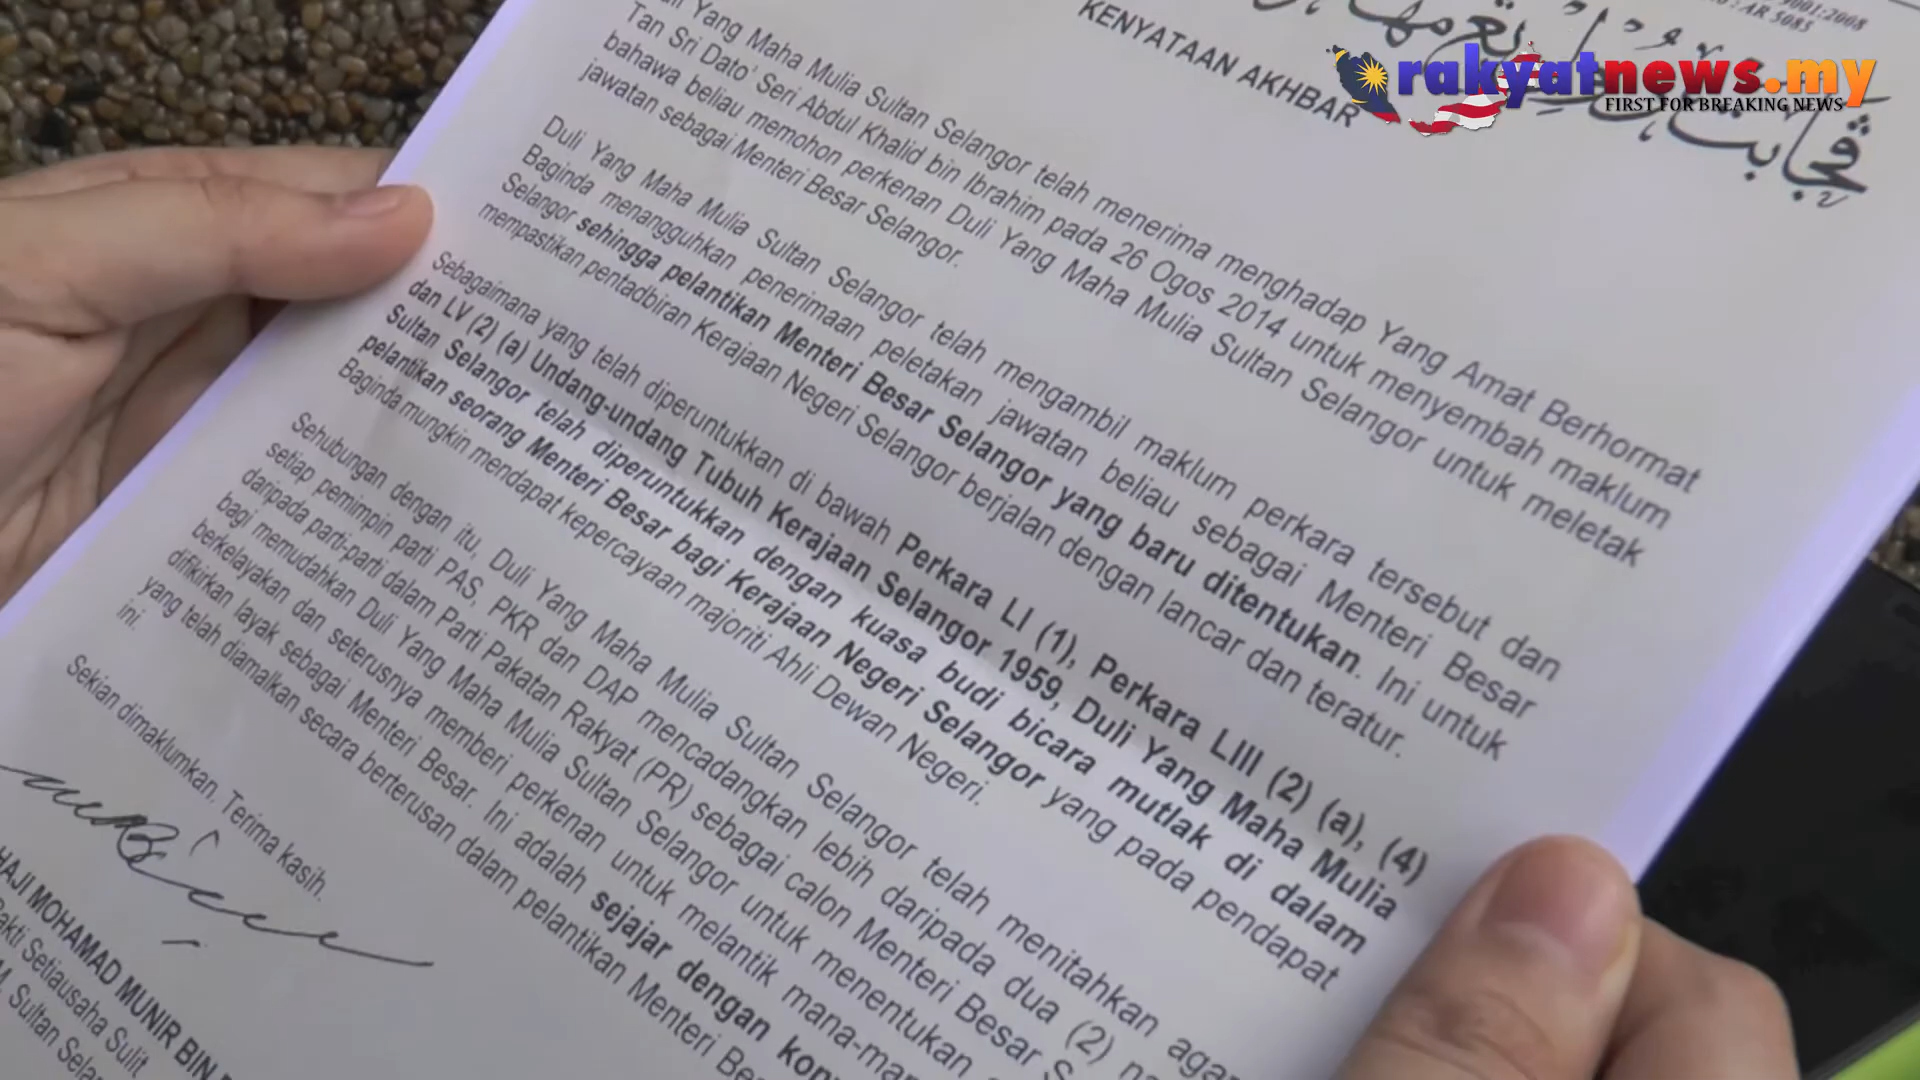 9001:2008
: AR 5085
rakyatnews.my
FIRST FOR BREAKING NEWS
KENYATAAN AKHBAR
Yang Maha Mulia Sultan Selangor telah menerima menghadap Yang Amat Berhormat
Tan Sri Dato' Seri Abdul Khalid bin Ibrahim pada 26 Ogos 2014 untuk menyembah maklum
bahawa beliau memohon perkenan Duli Yang Maha Mulia Sultan Selangor untuk meletak
jawatan sebagai Menteri Besar Selangor.
Duli Yang Maha Mulia Sultan Selangor telah mengambil maklum perkara tersebut dan
Baginda menangguhkan penerimaan peletakan jawatan beliau sebagai Menteri Besar
Selangor sehingga pelantikan Menteri Besar Selangor yang baru ditentukan. Ini untuk
mempastikan pentadbiran Kerajaan Negeri Selangor berjalan dengan lancar dan teratur.
Sebagaimana yang telah diperuntukkan di bawah Perkara LI (1), Perkara LIII (2) (a), (4)
dan LV (2) (a) Undang-undang Tubuh Kerajaan Selangor 1959, Duli Yang Maha Mulia
Sultan Selangor telah diperuntukkan dengan kuasa budi bicara mutlak di dalam
pelantikan seorang Menteri Besar bagi Kerajaan Negeri Selangor yang pada pendapat
Baginda mungkin mendapat kepercayaan majoriti Ahli Dewan Negeri.
Sehubungan dengan itu, Duli Yang Maha Mulia Sultan Selangor telah menitahkan
setiap pemimpin parti PAS, PKR dan DAP mencadangkan lebih daripada dua (2)
daripada parti-parti dalam Parti Pakatan Rakyat (PR) sebagai calon Menteri Besar
bagi memudahkan Duli Yang Maha Mulia Sultan Selangor untuk menentukan
berkelayakan dan seterusnya memberi perkenan untuk melantik
difikirkan layak sebagai Menteri Besar. Ini adalah sejajar dengan
yang telah diamalkan secara berterusan dalam pelantikan Menteri
ini.
Sekian dimaklumkan. Terima kasih.
HAJI MOHAMAD MUNIR BIN
Setiausaha Sulit
Sultan